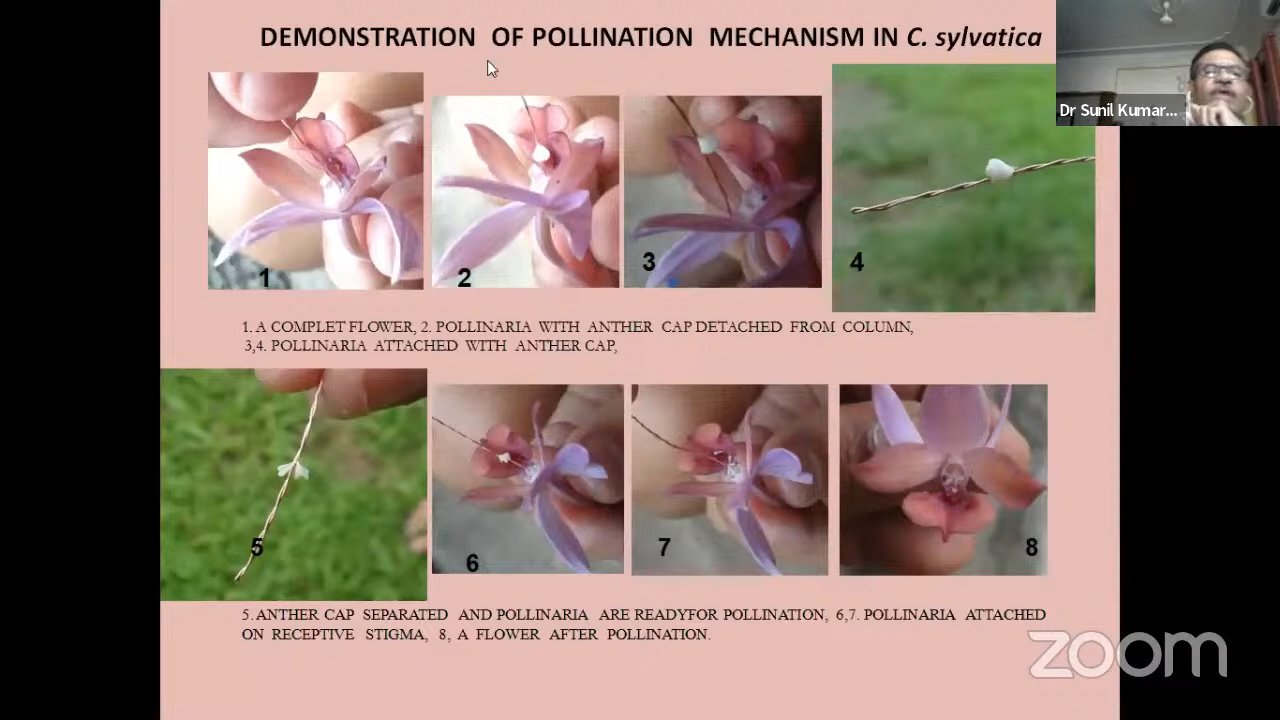 DEMONSTRATION OF POLLINATION MECHANISM IN C. sylvatica
Dr Sunil Kumar...
1
2
3
4
1. A COMPLET FLOWER, 2. POLLINARIA WITH ANTHER CAP DETACHED FROM COLUMN,
3,4. POLLINARIA ATTACHED WITH ANTHER CAP,
5
6
7
8
5. ANTHER CAP SEPARATED AND POLLINARIA ARE READYFOR POLLINATION, 6,7. POLLINARIA ATTACHED
ON RECEPTIVE STIGMA, 8, A FLOWER AFTER POLLINATION.
zoom